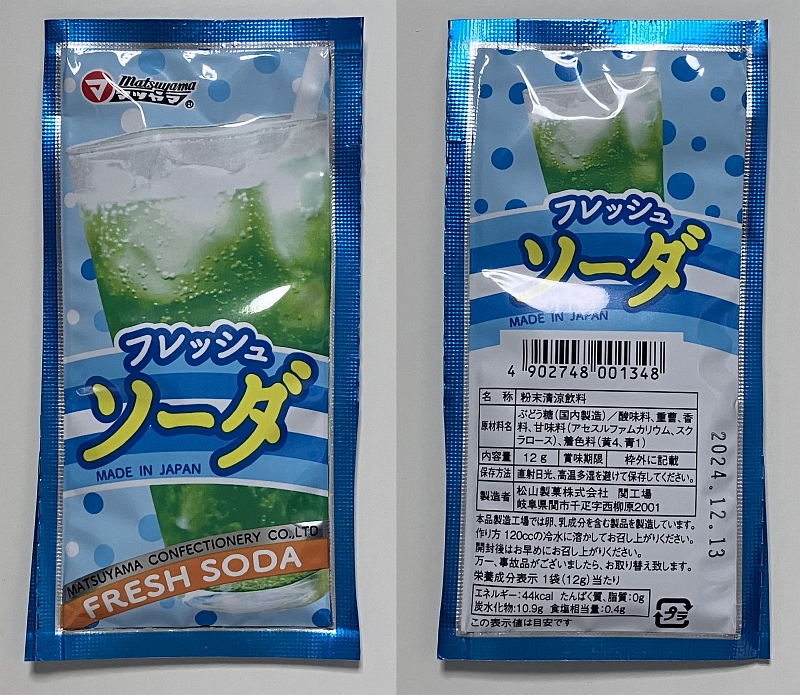 matsuyama
マツヤマ®
フレッシュ
ソーダ
MADE IN JAPAN
MATSUYAMA CONFECTIONERY CO.,LTD
FRESH SODA
フレッシュ
ソーダ
MADE IN JAPAN
4 902748 001348
名 称 粉末清涼飲料
原材料名 ぶどう糖(国内製造)/酸味料、重曹、香
料、甘味料(アセスルファムカリウム、スク
ラロース)、着色料(黄4、青1)
内容量 12g 賞味期限 枠外に記載
保存方法 直射日光、高温多湿を避けて保存してください。
製造者 松山製菓株式会社 関工場
岐阜県関市千疋字西柳原2001
本品製造工場では卵、乳成分を含む製品を製造しています。
作り方 120ccの冷水に溶かしてお召し上がりください。
開封後はお早めにお召し上がりください。
万一、事故品がございましたら、お取り替え致します。
栄養成分表示 1袋(12g)当たり
エネルギー:44kcal たんぱく質、脂質:0g
炭水化物:10.9g 食塩相当量:0.4g
この表示値は目安です
プラ
2024.12.13